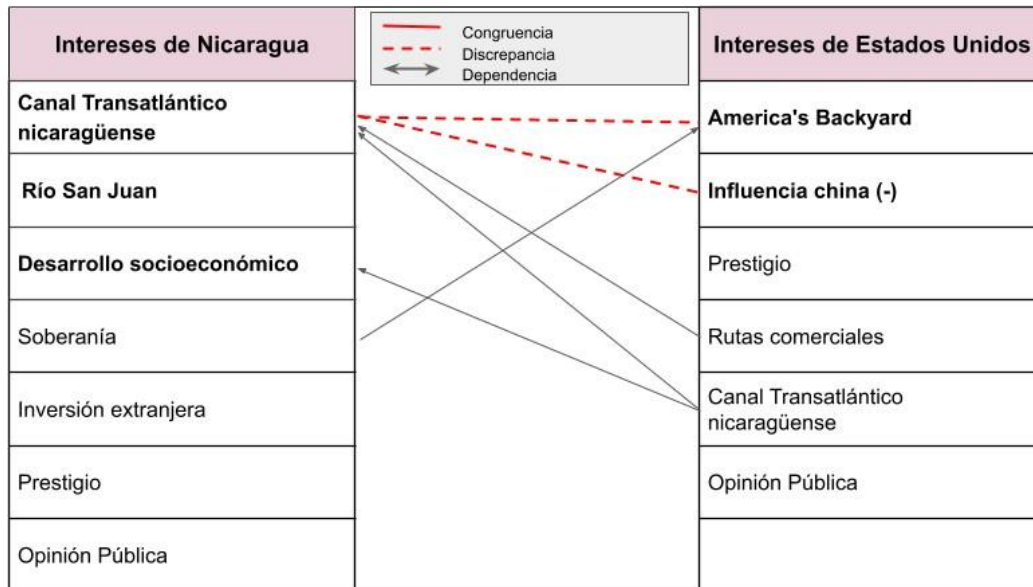 Intereses de Nicaragua
Congruencia
Discrepancia
Dependencia
Intereses de Estados Unidos
Canal Transatlántico
nicaragüense
America's Backyard
Río San Juan
Influencia china (-)
Desarrollo socioeconómico
Prestigio
Soberanía
Rutas comerciales
Inversión extranjera
Canal Transatlántico
nicaragüense
Prestigio
Opinión Pública
Opinión Pública